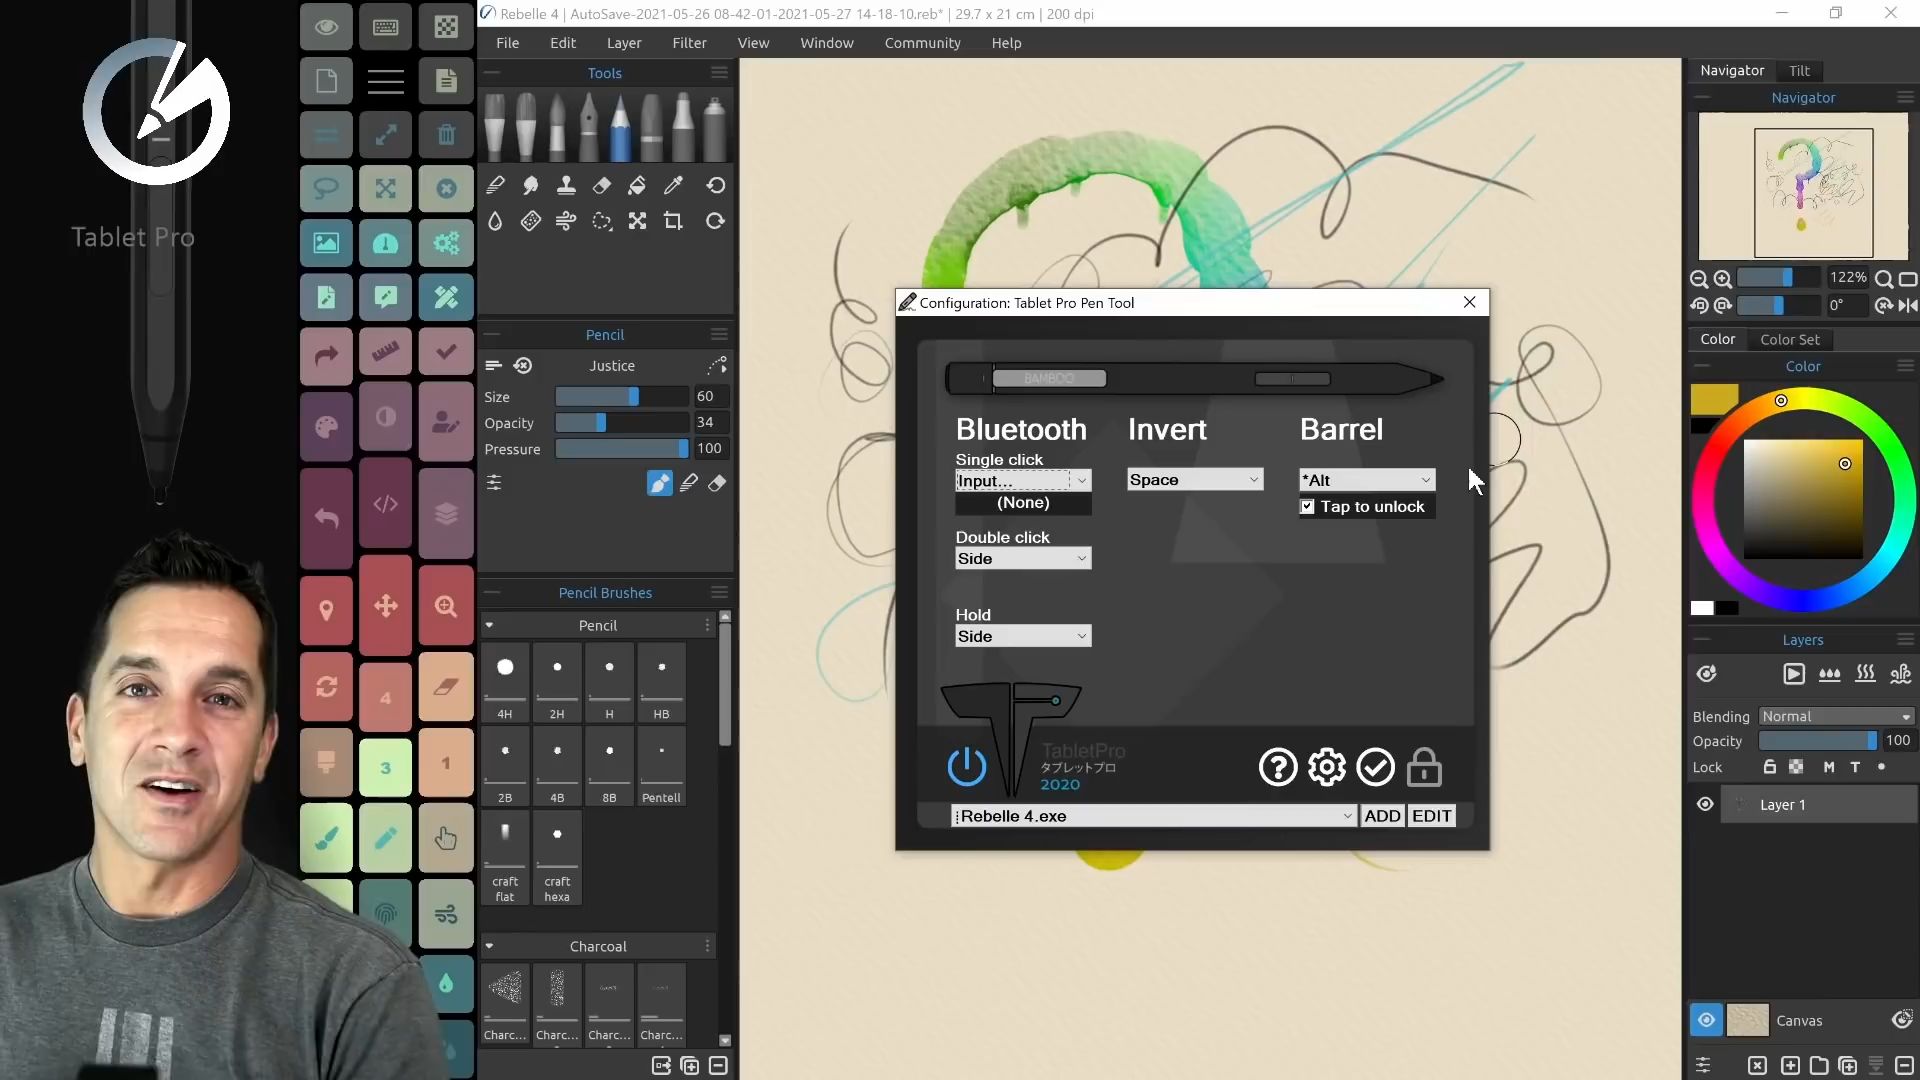 Rebelle 4 | AutoSave-2021-05-26 08-42-01-2021-05-27 14-18-10.reb* | 29.7 x 21 cm | 200 dpi
File Edit Layer Filter View Window Community Help
Tablet Pro
4
3
1
Tools
Pencil
Justice
Size 60
Opacity 34
Pressure 100
Pencil Brushes
Pencil
4H 2H H HB
2B 4B 8B Pentell
craft flat
craft hexa
Charcoal
Charc... Charc... Charc... Charc...
Configuration: Tablet Pro Pen Tool
BAMBOO
Bluetooth Invert Barrel
Single click
Input... Space *Alt
(None) Tap to unlock
Double click
Side
Hold
Side
TabletPro
タブレットプロ
2020
Rebelle 4.exe ADD EDIT
Navigator Tilt
Navigator
122%
0°
Color Color Set
Color
Layers
Blending Normal
Opacity 100
Lock M T
Layer 1
Canvas